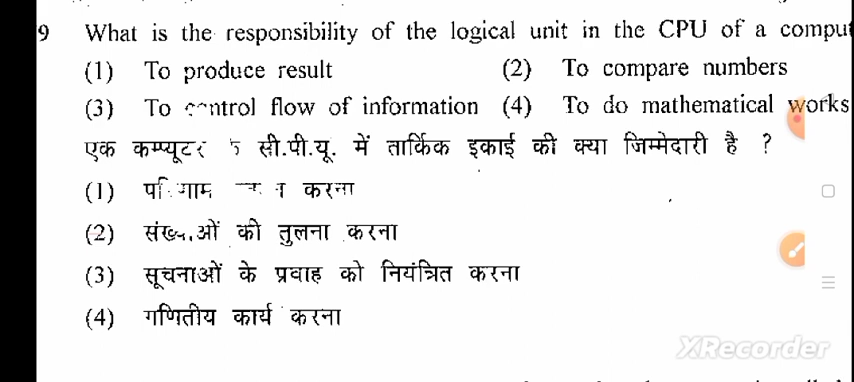 9 What is the responsibility of the logical unit in the CPU of a
(1) To produce result (2) To compare numbers
(3) To control flow of information (4) To do mathematical works
एक कम्प्यूटर सी.पी.यू. में तार्किक इकाई की क्या जिम्मेदारी है ?
(1) करना
(2) संख्याओं की तुलना करना
(3) सूचनाओं के प्रवाह को नियंत्रित करना
(4) गणितीय कार्य करना
XRecorder